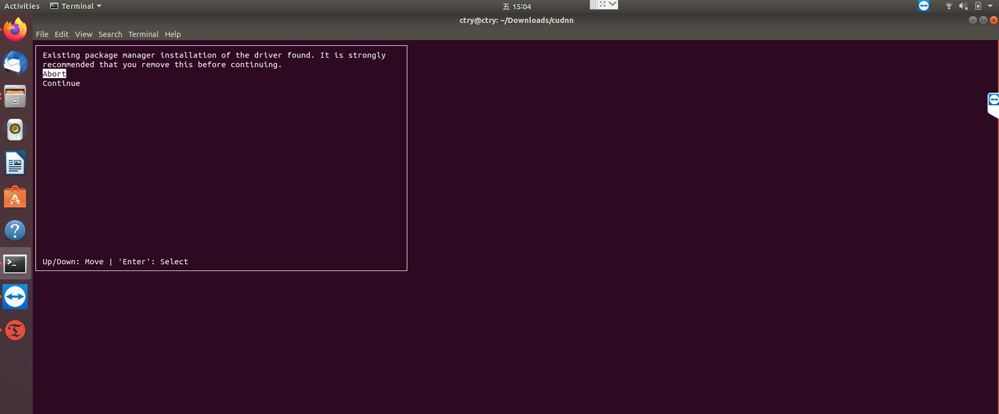 Activities Terminal 五 15:04
ctry@ctry: ~/Downloads/cudnn
File Edit View Search Terminal Help
Existing package manager installation of the driver found. It is strongly
recommended that you remove this before continuing.
Abort
Continue
Up/Down: Move | 'Enter': Select